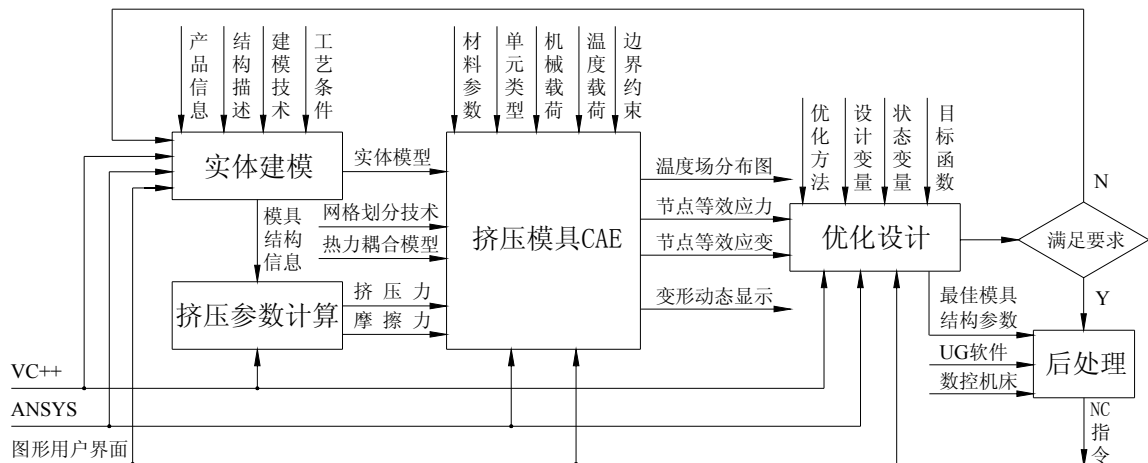 产品信息
结构描述
建模技术
工艺条件
材料参数
单元类型
机械载荷
温度载荷
边界约束
优化方法
设计变量
状态变量
目标函数
实体建模
实体模型
网格划分技术
热力耦合模型
模具
结构
信息
挤压参数计算
挤 压 力
摩 擦 力
挤压模具CAE
温度场分布图
节点等效应力
节点等效应变
变形动态显示
优化设计
满足要求
N
Y
最佳模具
结构参数
UG软件
数控机床
后处理
NC
指
令
VC++
ANSYS
图形用户界面